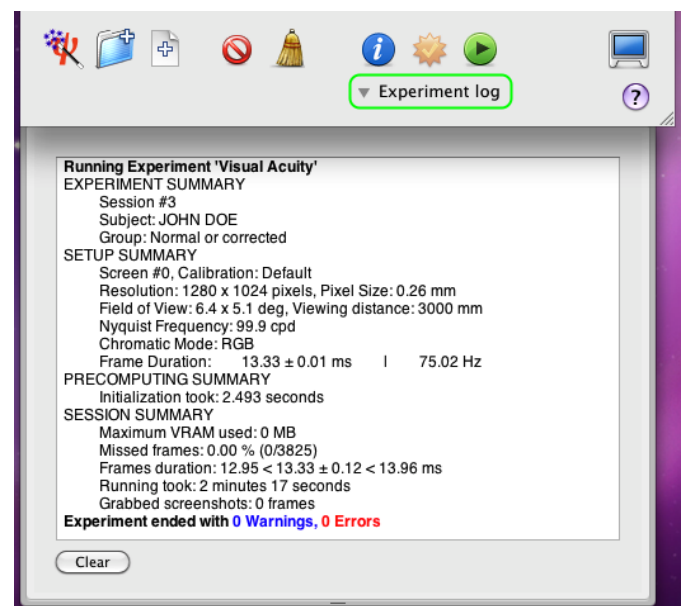 Experiment log
?
Running Experiment 'Visual Acuity'
EXPERIMENT SUMMARY
Session #3
Subject: JOHN DOE
Group: Normal or corrected
SETUP SUMMARY
Screen #0, Calibration: Default
Resolution: 1280 x 1024 pixels, Pixel Size: 0.26 mm
Field of View: 6.4 x 5.1 deg, Viewing distance: 3000 mm
Nyquist Frequency: 99.9 cpd
Chromatic Mode: RGB
Frame Duration: 13.33 ± 0.01 ms | 75.02 Hz
PRECOMPUTING SUMMARY
Initialization took: 2.493 seconds
SESSION SUMMARY
Maximum VRAM used: 0 MB
Missed frames: 0.00 % (0/3825)
Frames duration: 12.95 < 13.33 ± 0.12 < 13.96 ms
Running took: 2 minutes 17 seconds
Grabbed screenshots: 0 frames
Experiment ended with 0 Warnings, 0 Errors
Clear